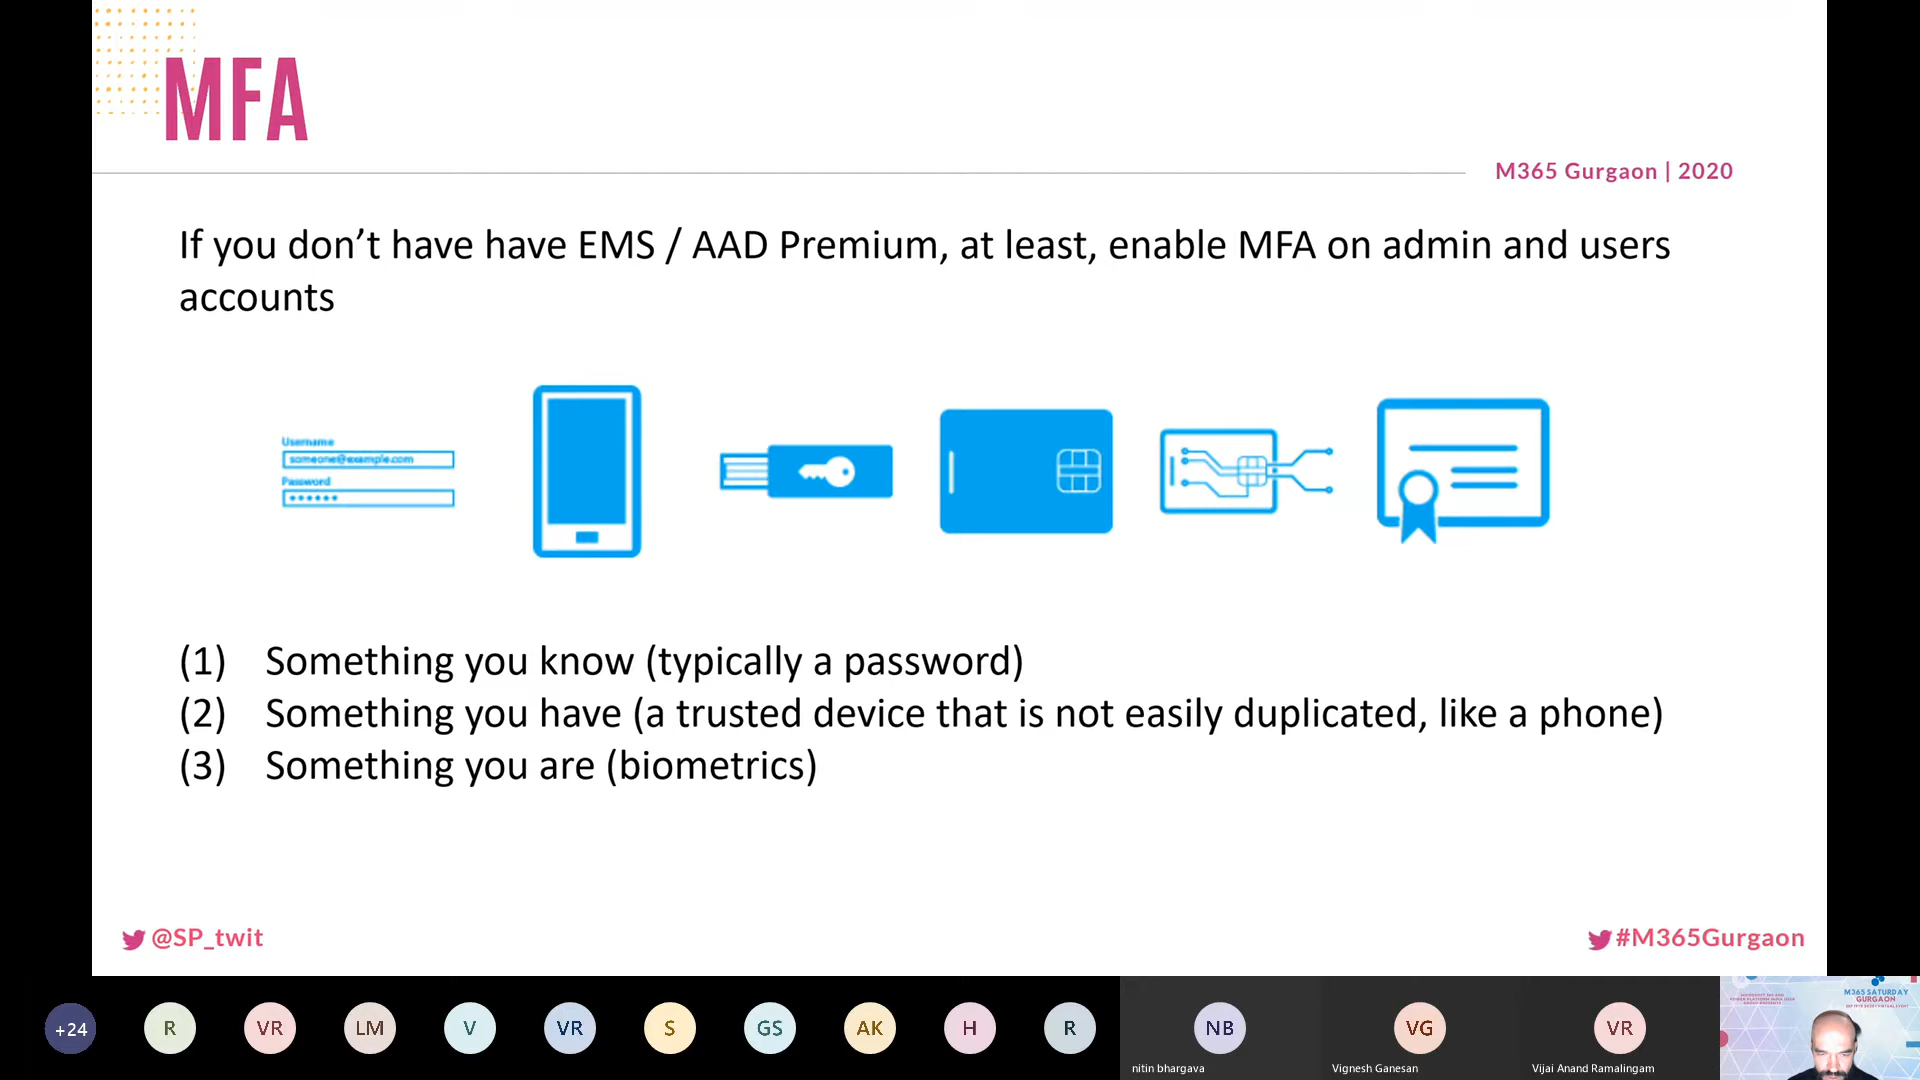 MFA
M365 Gurgaon | 2020
If you don’t have have EMS / AAD Premium, at least, enable MFA on admin and users
accounts
Username
someone@example.com
Password
(1) Something you know (typically a password)
(2) Something you have (a trusted device that is not easily duplicated, like a phone)
(3) Something you are (biometrics)
@SP_twit
#M365Gurgaon
+24
R
VR
LM
V
VR
S
GS
AK
H
R
NB
nitin bhargava
VG
Vignesh Ganesan
VR
Vijai Anand Ramalingam
M365 SATURDAY
GURGAON